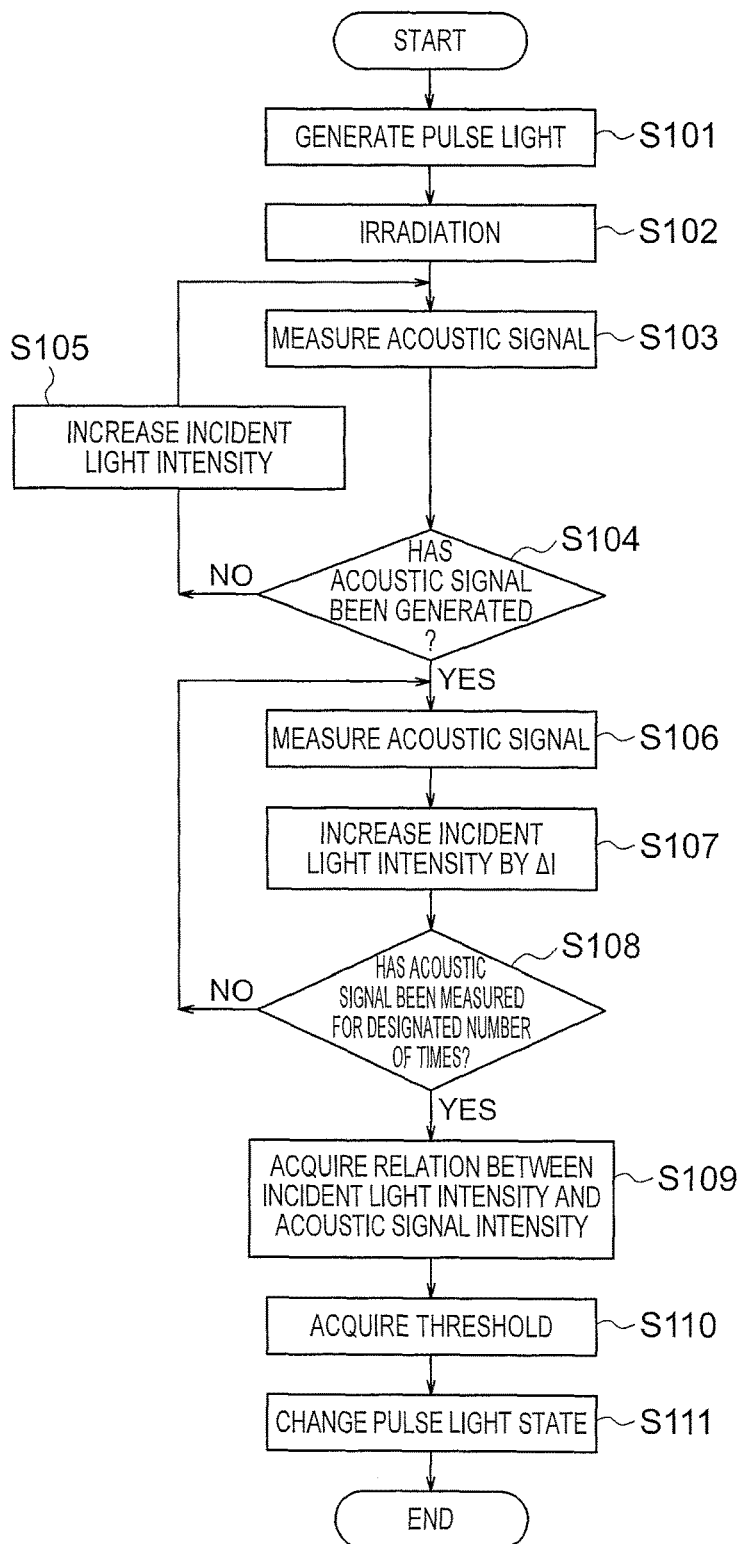 START
GENERATE PULSE LIGHT
S101
IRRADIATION
S102
MEASURE ACOUSTIC SIGNAL
S103
S105
INCREASE INCIDENT
LIGHT INTENSITY
S104
HAS
ACOUSTIC SIGNAL
BEEN GENERATED
?
NO
YES
MEASURE ACOUSTIC SIGNAL
S106
INCREASE INCIDENT
LIGHT INTENSITY BY ΔI
S107
S108
HAS ACOUSTIC
SIGNAL BEEN MEASURED
FOR DESIGNATED NUMBER
OF TIMES?
NO
YES
ACQUIRE RELATION BETWEEN
INCIDENT LIGHT INTENSITY AND
ACOUSTIC SIGNAL INTENSITY
S109
ACQUIRE THRESHOLD
S110
CHANGE PULSE LIGHT STATE
S111
END